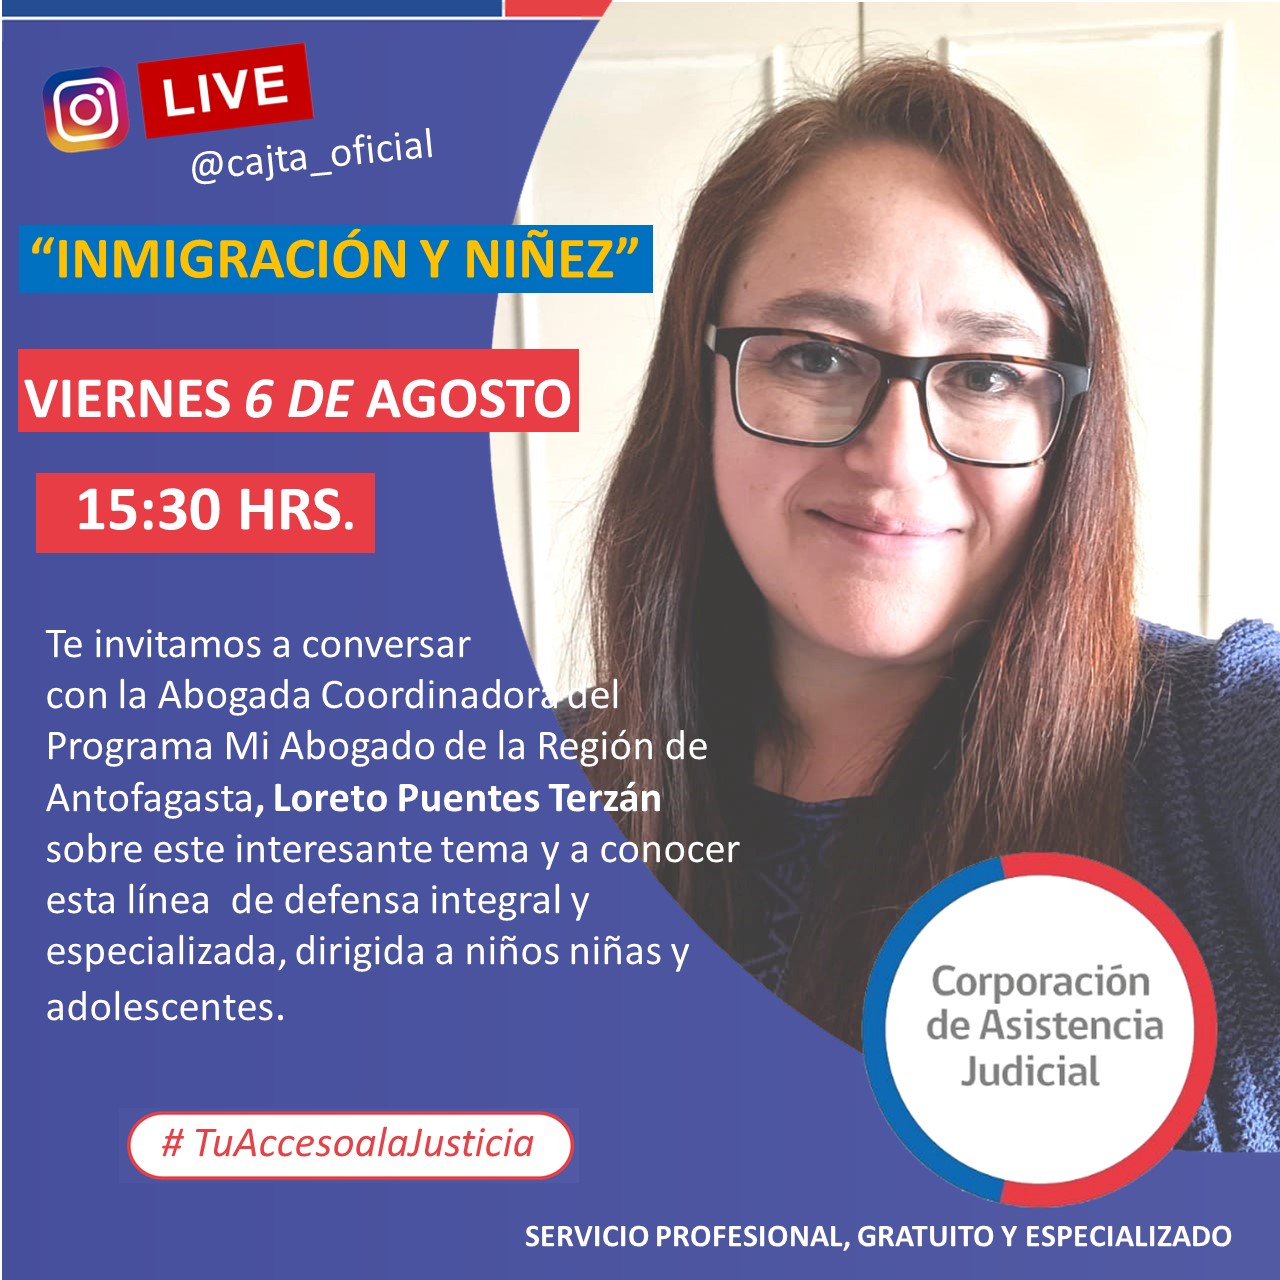 LIVE
@cajta_oficial
“INMIGRACIÓN Y NIÑEZ”
VIERNES 6 DE AGOSTO
15:30 HRS.
Te invitamos a conversar
con la Abogada Coordinadora del
Programa Mi Abogado de la Región de
Antofagasta, Loreto Puentes Terzán
sobre este interesante tema y a conocer
esta línea de defensa integral y
especializada, dirigida a niños niñas y
adolescentes.
# TuAccesoalaJusticia
Corporación
de Asistencia
Judicial
SERVICIO PROFESIONAL, GRATUITO Y ESPECIALIZADO